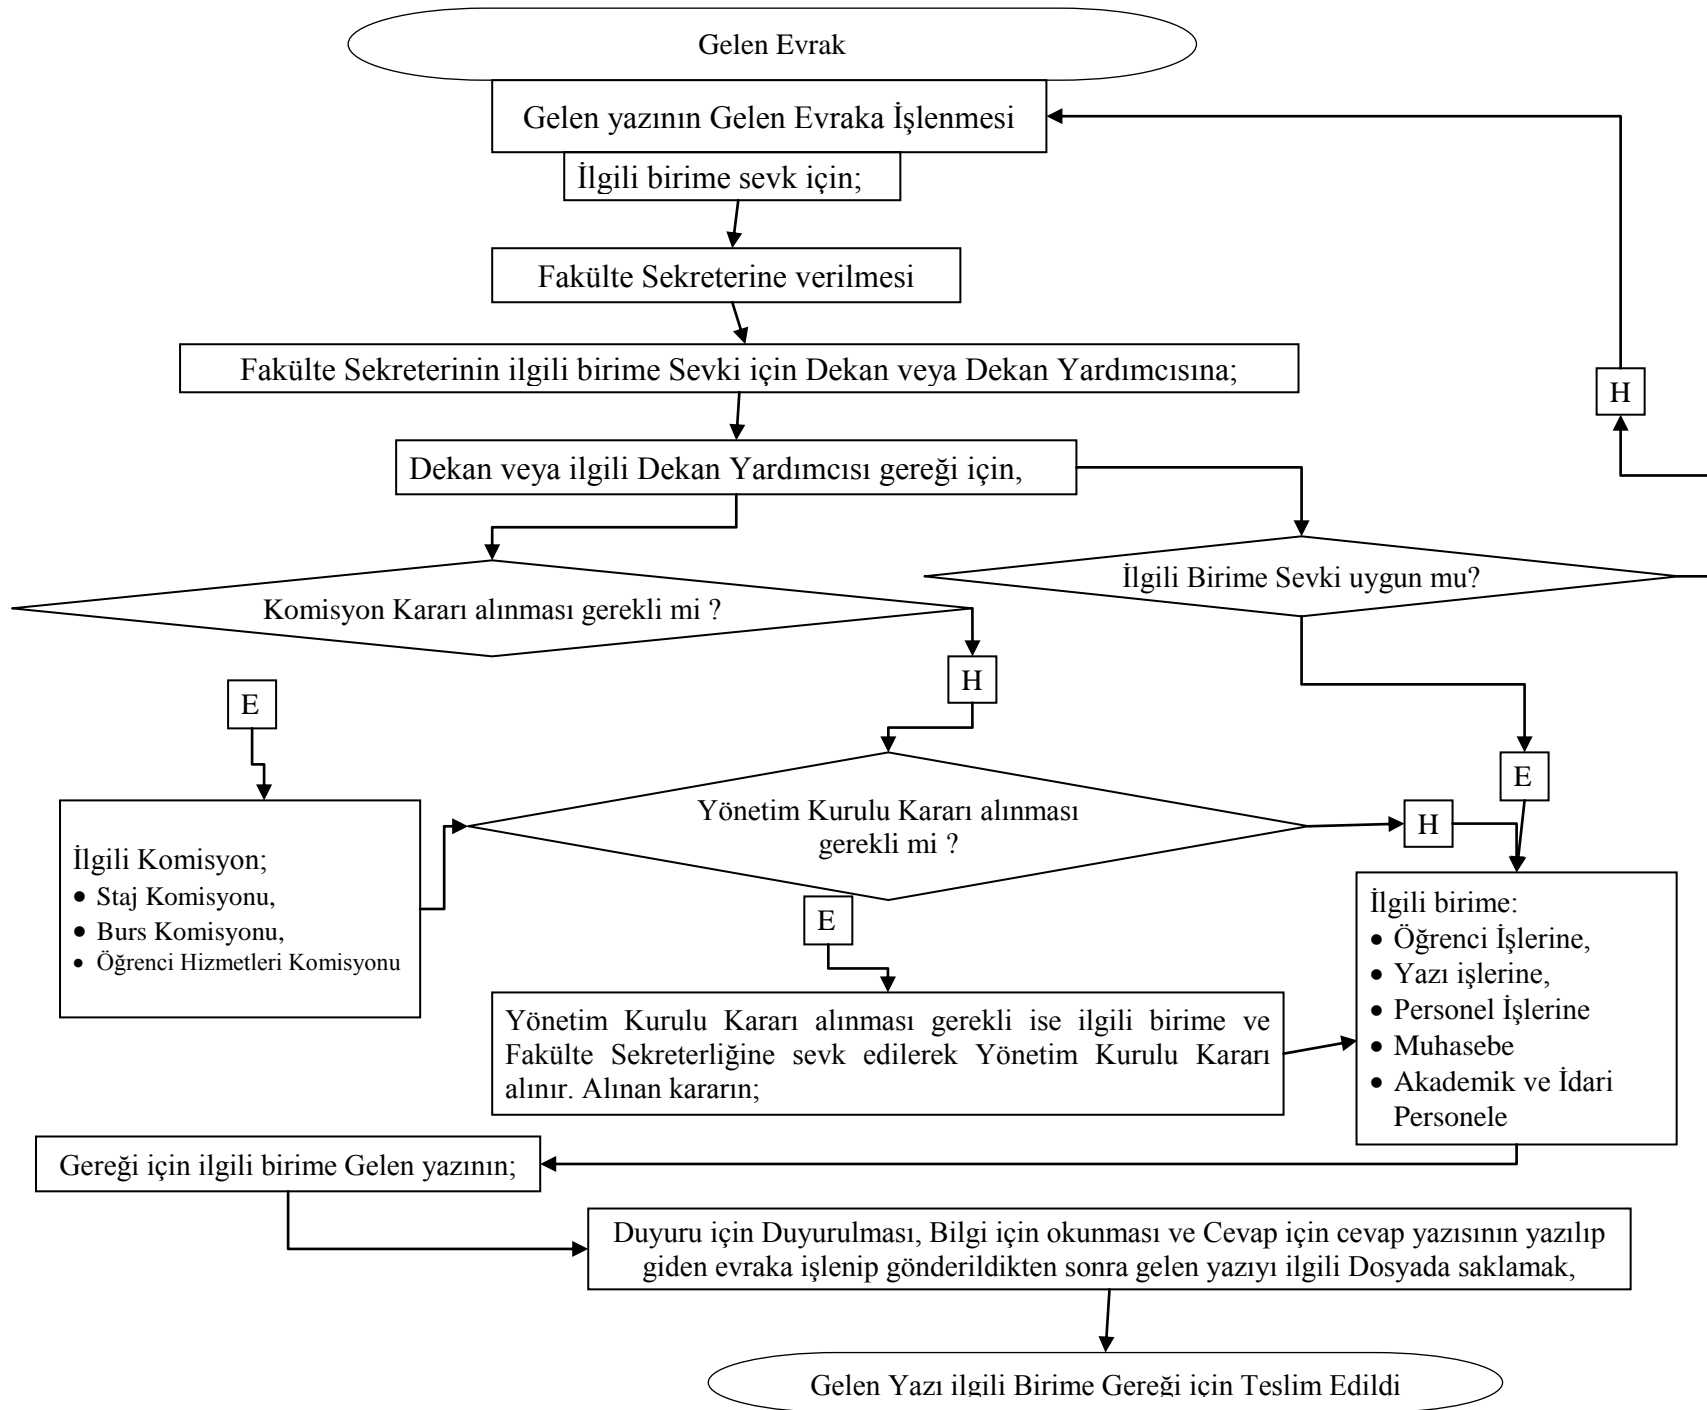 Gelen Evrak
Gelen yazının Gelen Evraka İşlenmesi
İlgili birime sevk için;
Fakülte Sekreterine verilmesi
Fakülte Sekreterinin ilgili birime Sevki için Dekan veya Dekan Yardımcısına;
H
Dekan veya ilgili Dekan Yardımcısı gereği için,
İlgili Birime Sevki uygun mu?
Komisyon Kararı alınması gerekli mi ?
H
E
E
Yönetim Kurulu Kararı alınması
gerekli mi ?
H
İlgili Komisyon;
• Staj Komisyonu,
• Burs Komisyonu,
• Öğrenci Hizmetleri Komisyonu
E
İlgili birime:
• Öğrenci İşlerine,
• Yazı işlerine,
• Personel İşlerine
• Muhasebe
• Akademik ve İdari
Personele
Yönetim Kurulu Kararı alınması gerekli ise ilgili birime ve
Fakülte Sekreterliğine sevk edilerek Yönetim Kurulu Kararı
alınır. Alınan kararın;
Gereği için ilgili birime Gelen yazının;
Duyuru için Duyurulması, Bilgi için okunması ve Cevap için cevap yazısının yazılıp
giden evraka işlenip gönderildikten sonra gelen yazıyı ilgili Dosyada saklamak,
Gelen Yazı ilgili Birime Gereği için Teslim Edildi